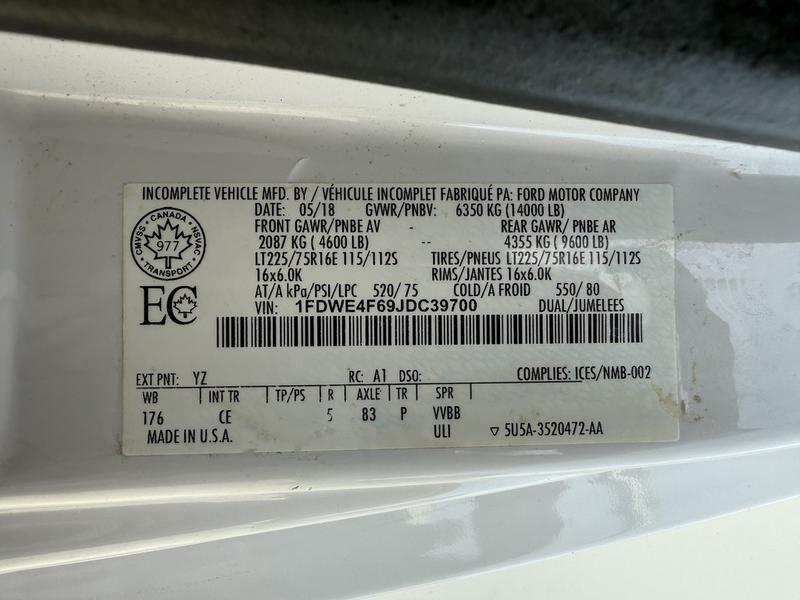 INCOMPLETE VEHICLE MFD. BY / VÉHICULE INCOMPLET FABRIQUÉ PA: FORD MOTOR COMPANY
DATE: 05/18 GVWR/PNBV: 6350 KG (14000 LB)
FRONT GAWR/PNBE AV - REAR GAWR/ PNBE AR
2087 KG ( 4600 LB) -- 4355 KG ( 9600 LB)
LT225/75R16E 115/112S TIRES/PNEUS LT225/75R16E 115/112S
16x6.0K RIMS/JANTES 16x6.0K
AT/A kPa/PSI/LPC 520/ 75 COLD/A FROID 550/ 80
VIN: 1FDWE4F69JDC39700 DUAL/JUMELEES
CMVSS · CANADA · NSVAC
977
TRANSPORT
EC
EXT PNT: YZ RC: A1 DSO: COMPLIES: ICES/NMB-002
WB INT TR TP/PS R AXLE TR SPR
176 CE 5 83 P VVBB
MADE IN U.S.A. ULI ▽ 5U5A-3520472-AA